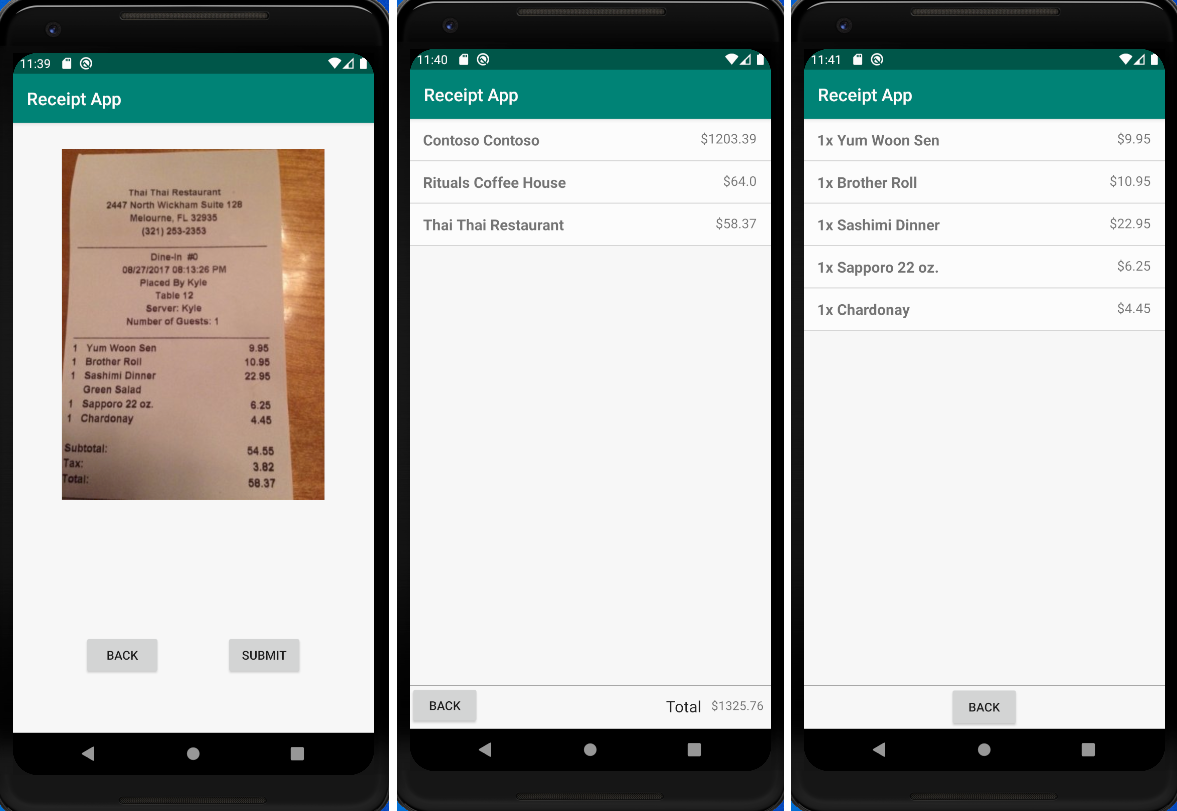 11:39
Receipt App
Thai Thai Restaurant
2447 North Wickham Suite 128
Melourne, FL 32935
(321) 253-2353
Dine-In #0
08/27/2017 08:13:26 PM
Placed By Kyle
Table 12
Server: Kyle
Number of Guests: 1
1 Yum Woon Sen 9.95
1 Brother Roll 10.95
1 Sashimi Dinner 22.95
Green Salad
1 Sapporo 22 oz. 6.25
1 Chardonay 4.45
Subtotal: 54.55
Tax: 3.82
Total: 58.37
BACK SUBMIT
11:40
Receipt App
Contoso Contoso $1203.39
Rituals Coffee House $64.0
Thai Thai Restaurant $58.37
BACK Total $1325.76
11:41
Receipt App
1x Yum Woon Sen $9.95
1x Brother Roll $10.95
1x Sashimi Dinner $22.95
1x Sapporo 22 oz. $6.25
1x Chardonay $4.45
BACK